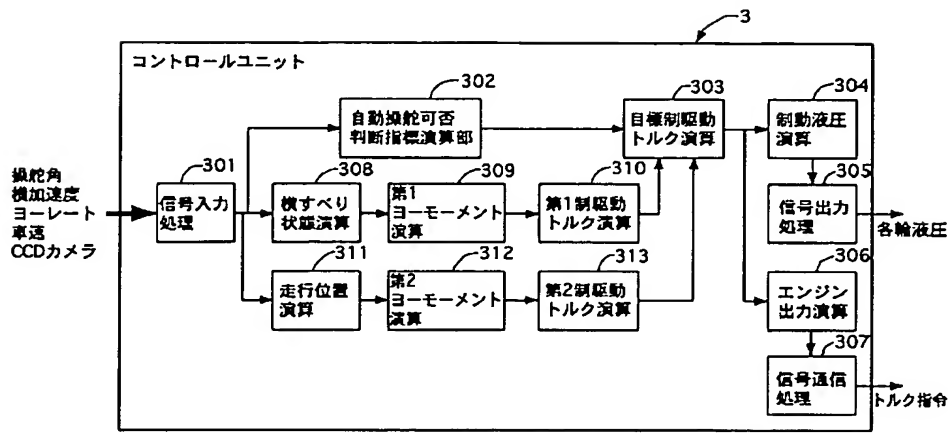 3
コントロールユニット
302
自動操舵可否
判断指標演算部
303
目標制駆動
トルク演算
304
制動液圧
演算
操舵角
横加速度
ヨーレート
車速
CCDカメラ
301
信号入力
処理
308
横すべり
状態演算
309
第1
ヨーモーメント
演算
310
第1制駆動
トルク演算
305
信号出力
処理
各輪液圧
311
走行位置
演算
312
第2
ヨーモーメント
演算
313
第2制駆動
トルク演算
306
エンジン
出力演算
307
信号通信
処理
トルク指令